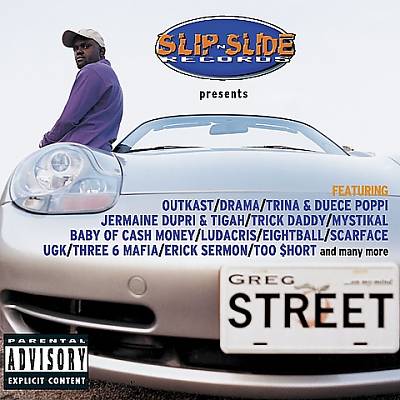 SLIP N SLIDE
RECORDS
presents
FEATURING
OUTKAST/DRAMA/TRINA & DUECE POPPI
JERMAINE DUPRI & TIGAH/TRICK DADDY/MYSTIKAL
BABY OF CASH MONEY/LUDACRIS/EIGHTBALL/SCARFACE
UGK/THREE 6 MAFIA/ERICK SERMON/TOO $HORT and many more
GREG ...on my mind
STREET
PARENTAL
ADVISORY
EXPLICIT CONTENT